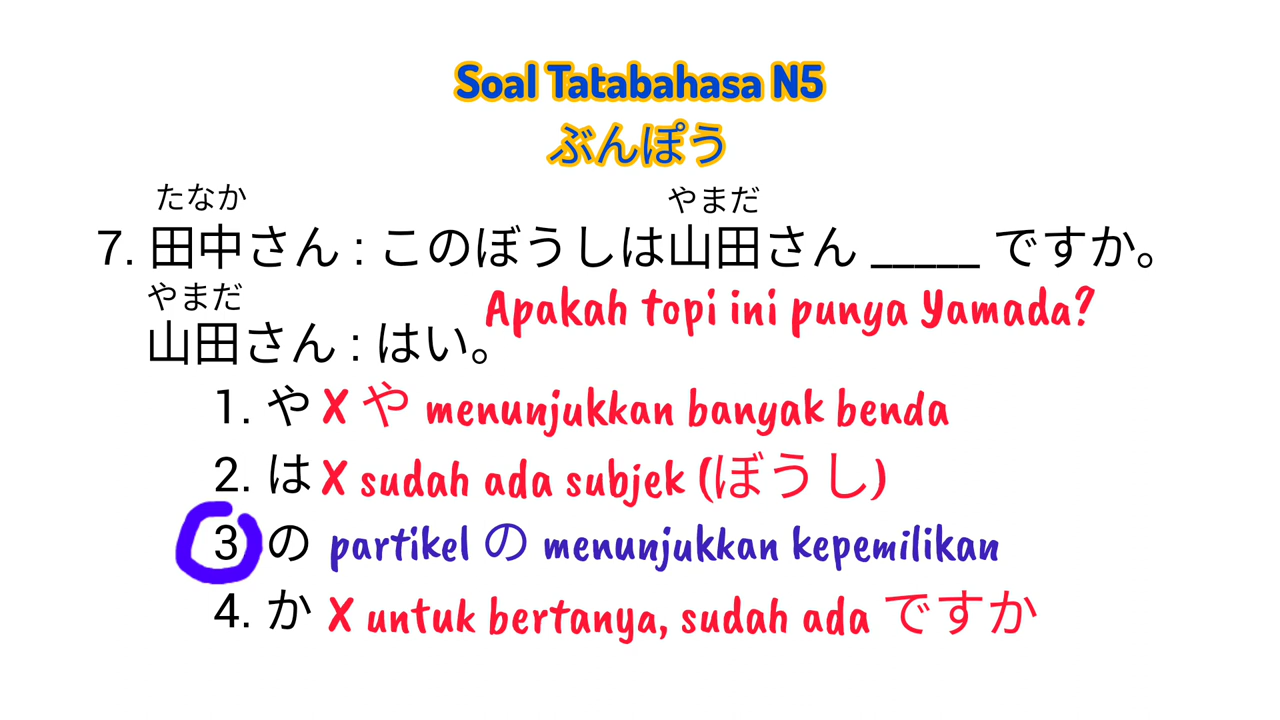 Soal Tatabahasa N5
ぶんぽう
たなか やまだ
7. 田中さん : このぼうしは山田さん _____ ですか。
やまだ
Apakah topi ini punya Yamada?
山田さん : はい。
1. や X や menunjukkan banyak benda
2. は X sudah ada subjek (ぼうし)
3 の partikel の menunjukkan kepemilikan
4. か X untuk bertanya, sudah ada ですか